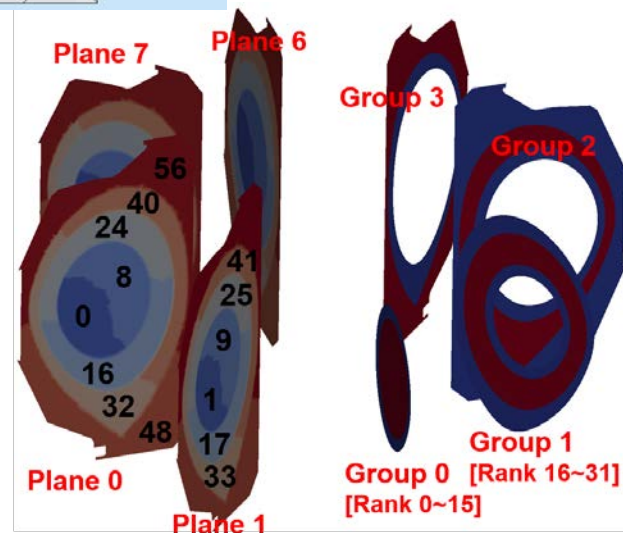 Plane 7
Plane 6
56
40
24
8
0
16
32
48
41
25
9
1
17
33
Plane 0
Plane 1
Group 3
Group 2
Group 0
[Rank 0~15]
Group 1
[Rank 16~31]